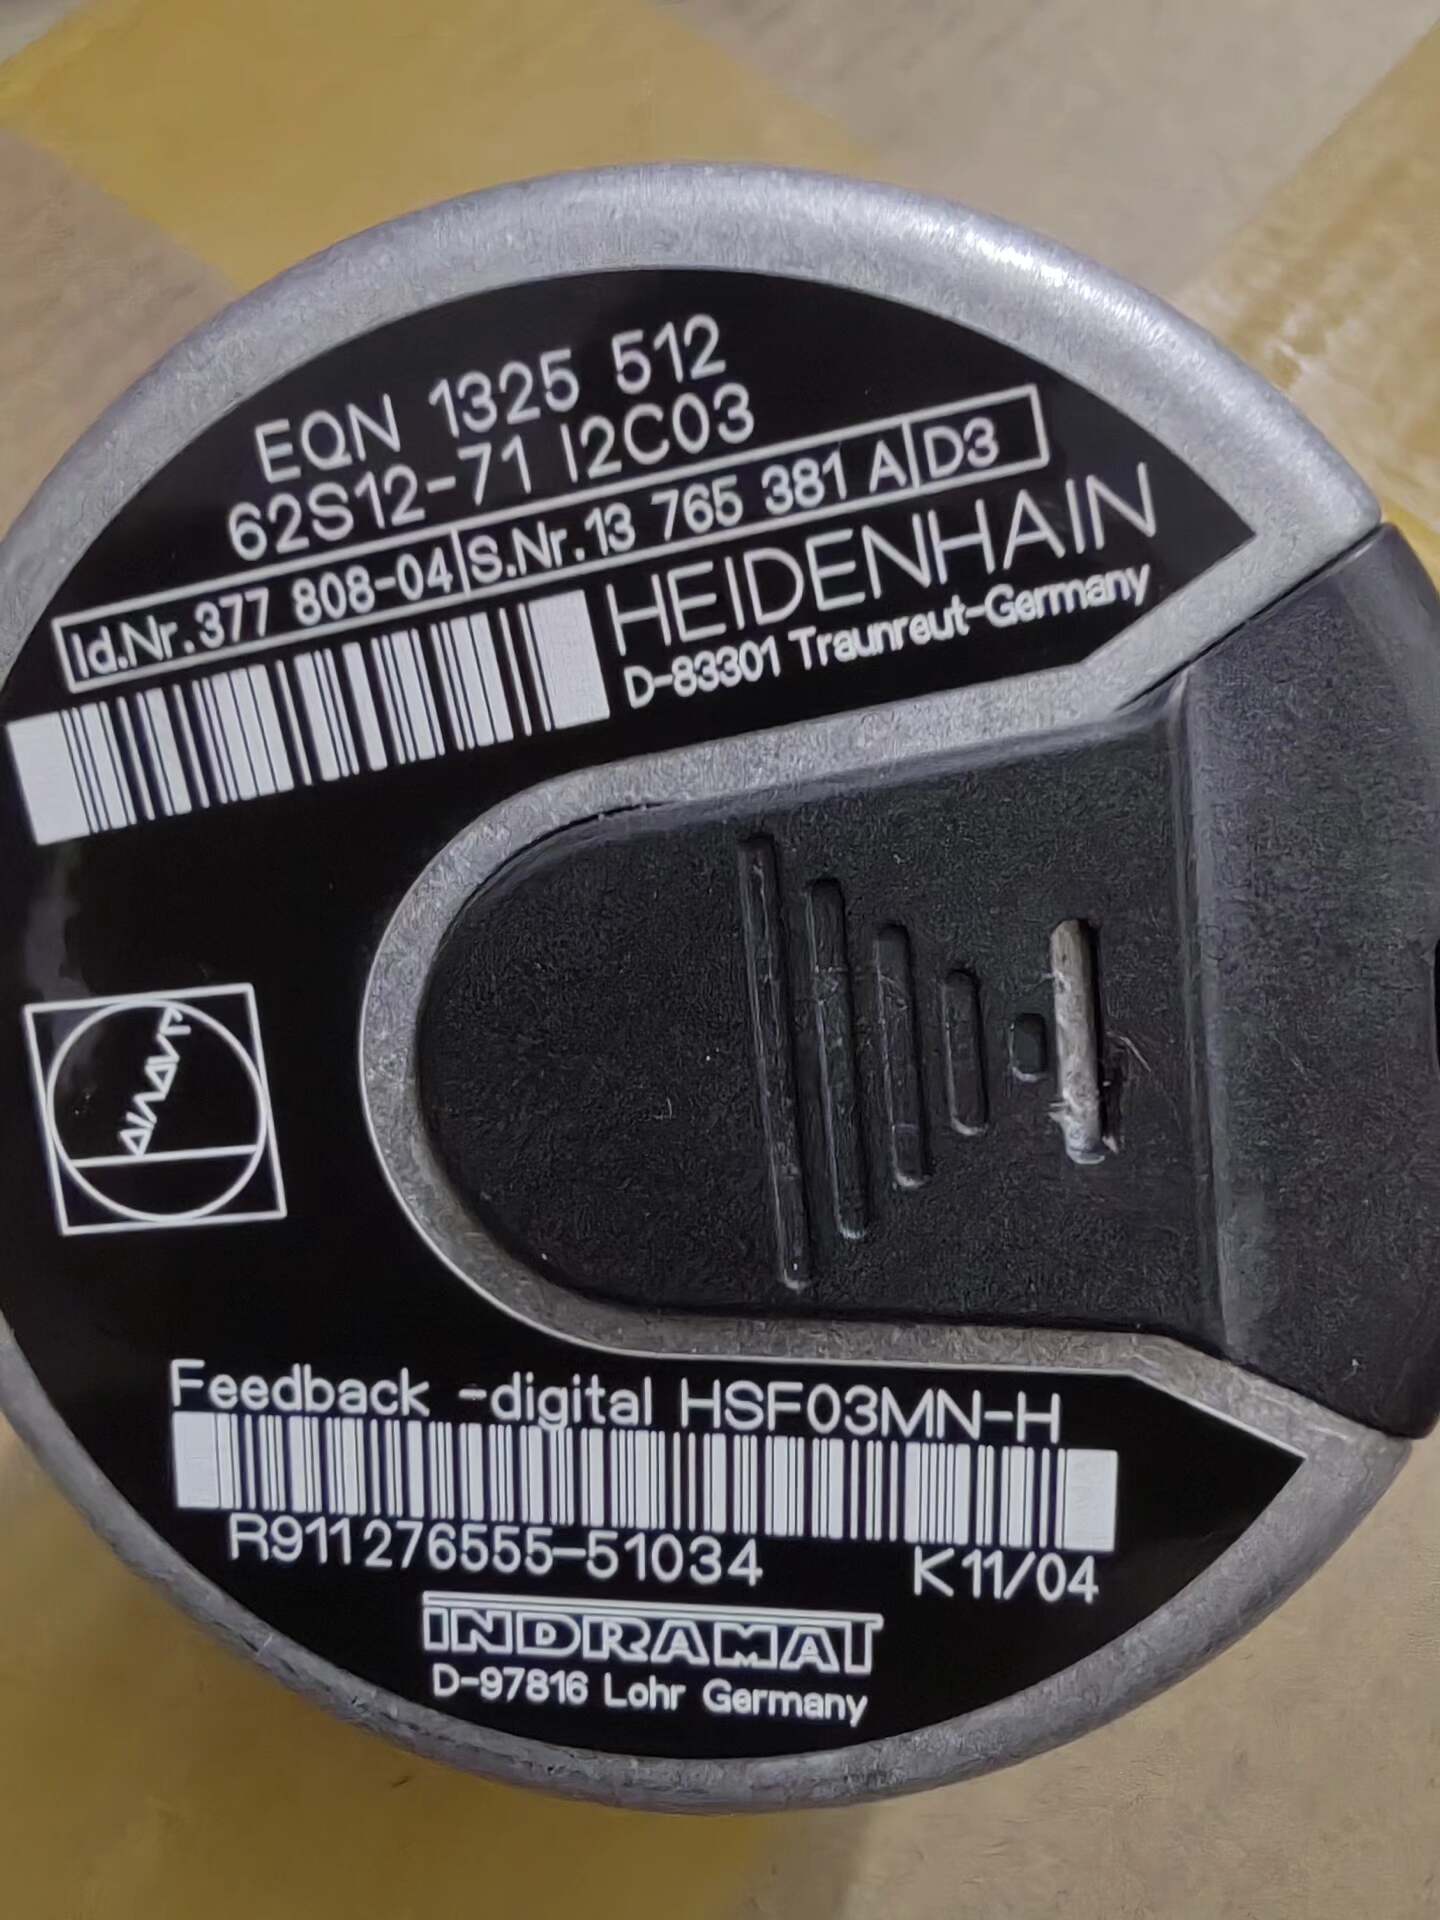 EQN 1325 512
62S12-71 I2C03
Id.Nr.377 808-04 S.Nr.13 765 381 A D3
HEIDENHAIN
D-83301 Traunreut-Germany
Feedback -digital HSF03MN-H
R911276555-51034 K11/04
INDRAMAT
D-97816 Lohr Germany